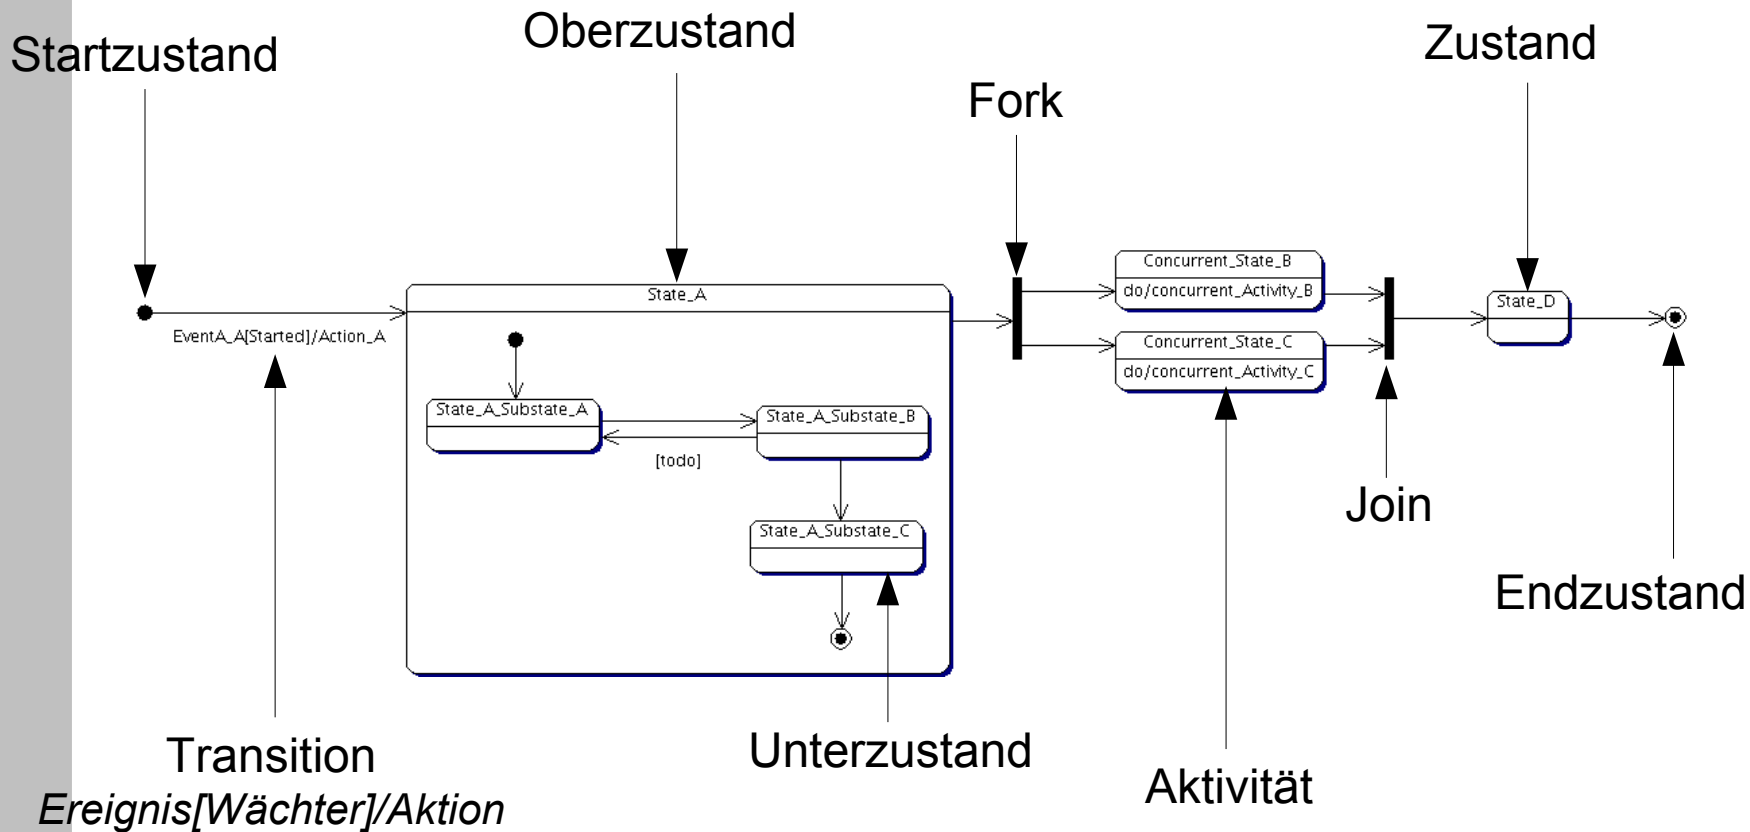 Startzustand
Oberzustand
Zustand
Fork
Concurrent_State_B
do/concurrent_Activity_B
State_A
State_D
EventA_A[Started]/Action_A
Concurrent_State_C
do/concurrent_Activity_C
State_A_Substate_A
State_A_Substate_B
[todo]
Join
State_A_Substate_C
Endzustand
Transition
Unterzustand
Aktivität
Ereignis[Wächter]/Aktion